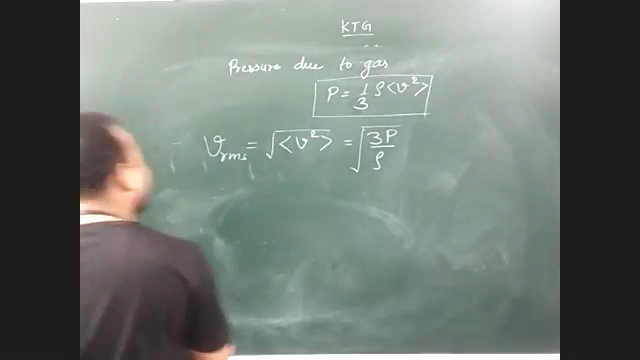 KTG
Pressure due to gas
P = 1/3 ρ<v²>
v_rms = √<v²> = √(3P/ρ)